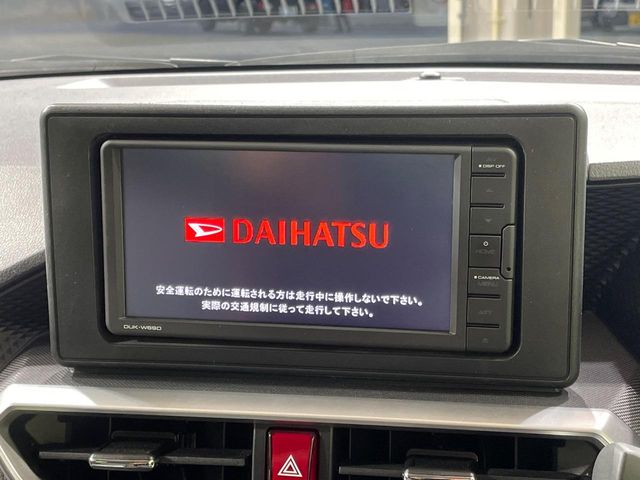 DISP OFF
DAIHATSU
HOME
CAMERA
MENU
安全運転のために運転される方は走行中に操作しないで下さい。
実際の交通規制に従って走行して下さい。
DUK-W69D
ATT